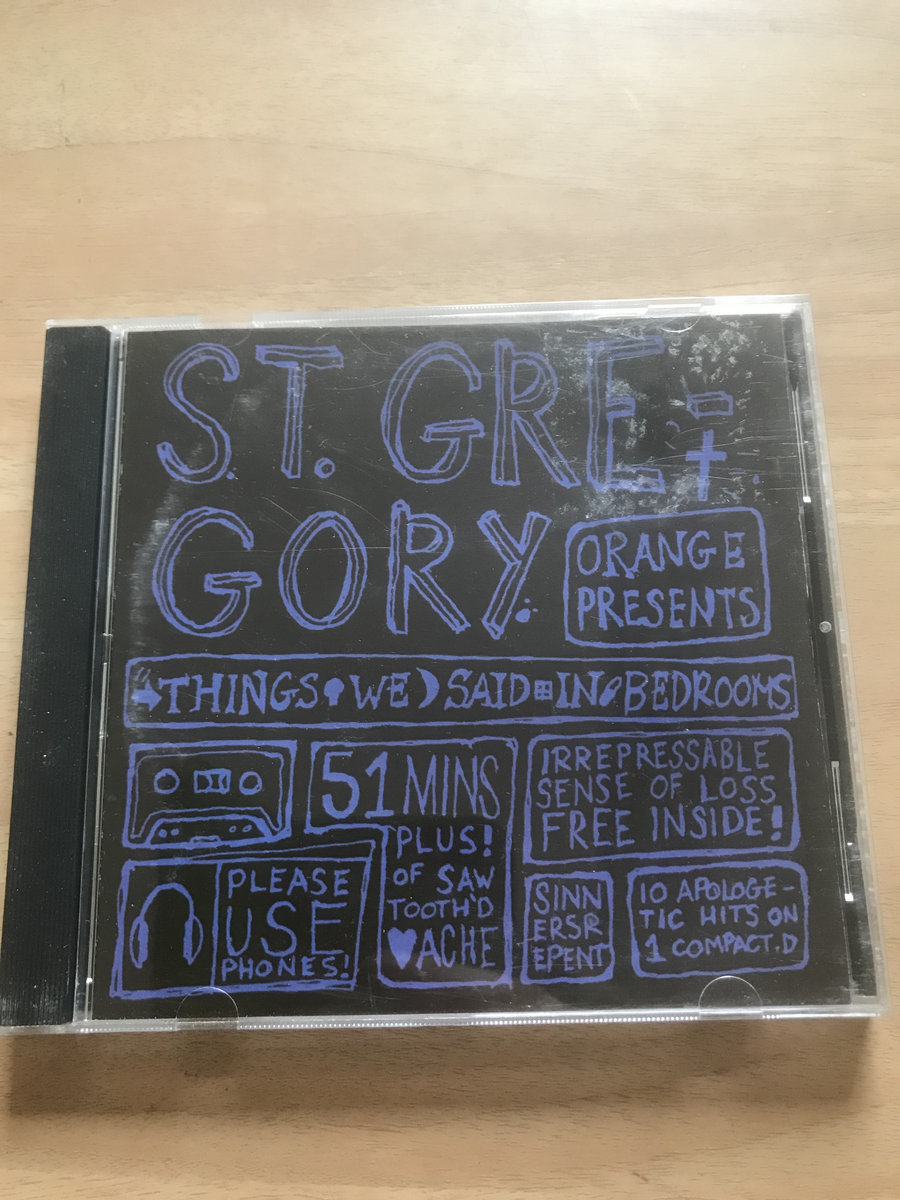 ST. GRE-
GORY
ORANGE
PRESENTS
THINGS WE SAID IN BEDROOMS
51 MINS
PLUS!
OF SAW
TOOTH'D
♥ACHE
IRREPRESSABLE
SENSE OF LOSS
FREE INSIDE!
PLEASE
USE
PHONES!
SINN
ERSR
EPENT
10 APOLOGE-
TIC HITS ON
1 COMPACT.D